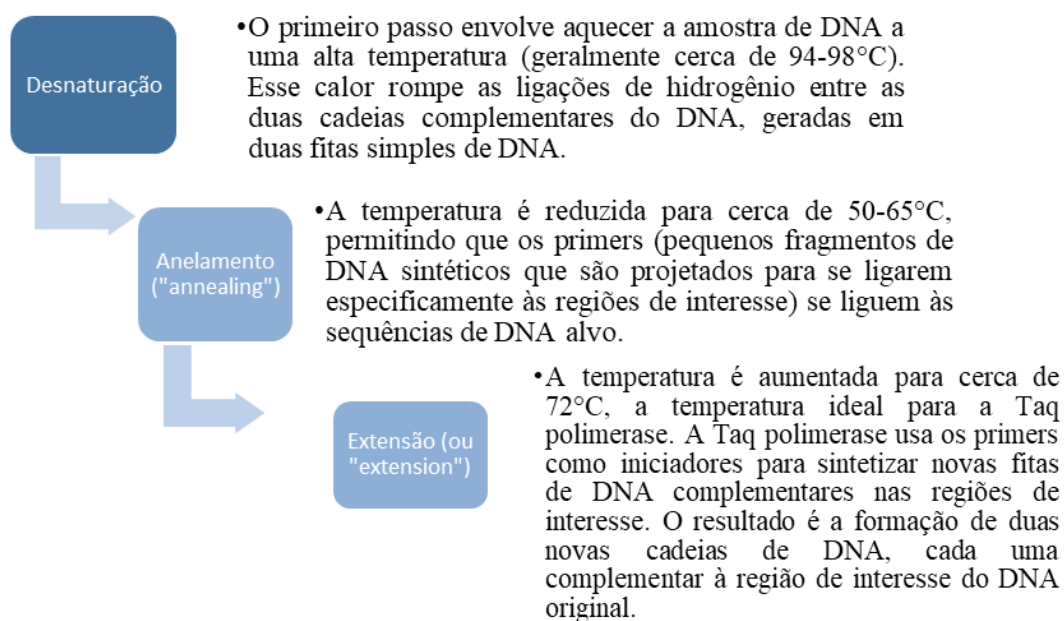 Desnaturação
•O primeiro passo envolve aquecer a amostra de DNA a
uma alta temperatura (geralmente cerca de 94-98°C).
Esse calor rompe as ligações de hidrogênio entre as
duas cadeias complementares do DNA, geradas em
duas fitas simples de DNA.
Anelamento
("annealing")
•A temperatura é reduzida para cerca de 50-65°C,
permitindo que os primers (pequenos fragmentos de
DNA sintéticos que são projetados para se ligarem
especificamente às regiões de interesse) se liguem às
sequências de DNA alvo.
Extensão (ou
"extension")
•A temperatura é aumentada para cerca de
72°C, a temperatura ideal para a Taq
polimerase. A Taq polimerase usa os primers
como iniciadores para sintetizar novas fitas
de DNA complementares nas regiões de
interesse. O resultado é a formação de duas
novas cadeias de DNA, cada uma
complementar à região de interesse do DNA
original.